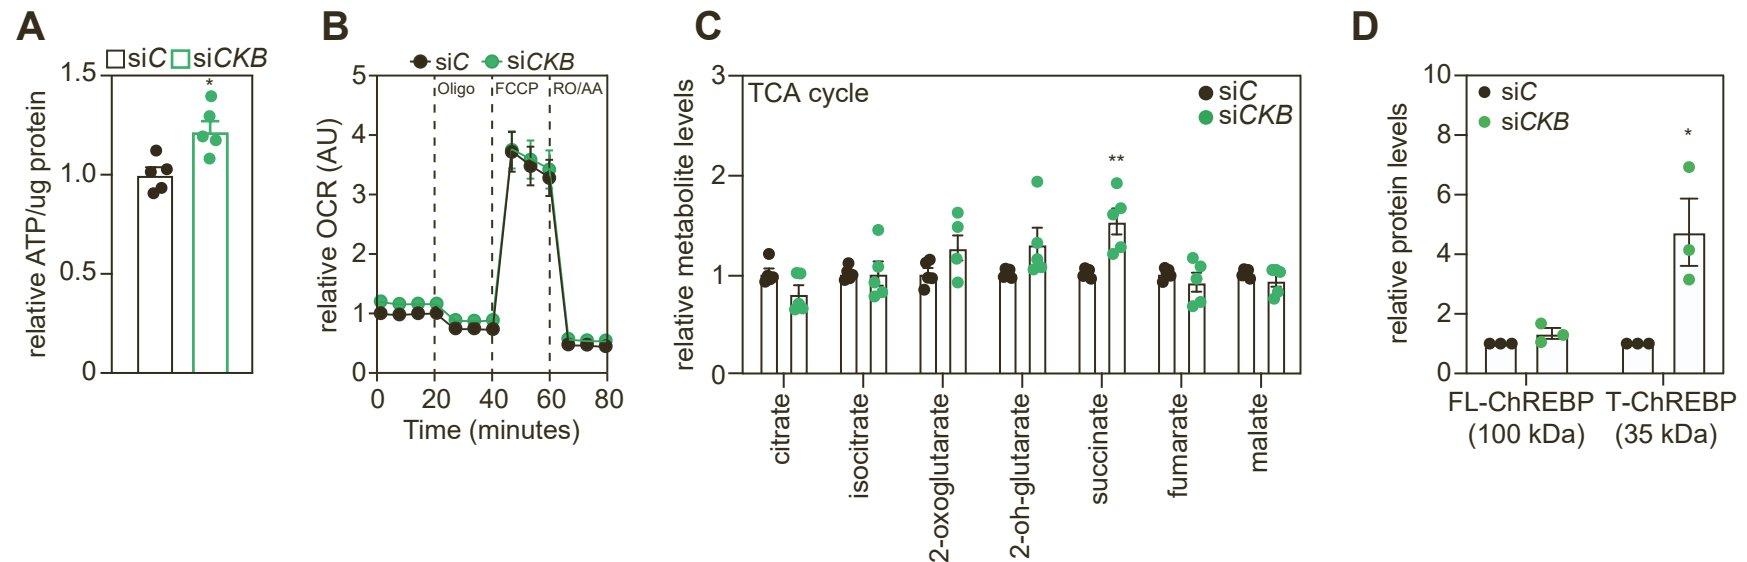 A
siC siCKB
*
1.5
1.0
0.5
0
relative ATP/ug protein
B
siC siCKB
Oligo FCCP RO/AA
5
4
3
2
1
0
relative OCR (AU)
0 20 40 60 80
Time (minutes)
C
TCA cycle
siC
siCKB
**
3
2
1
0
relative metabolite levels
citrate
isocitrate
2-oxoglutarate
2-oh-glutarate
succinate
fumarate
malate
D
siC
siCKB
*
10
8
6
4
2
0
relative protein levels
FL-ChREBP T-ChREBP
(100 kDa) (35 kDa)